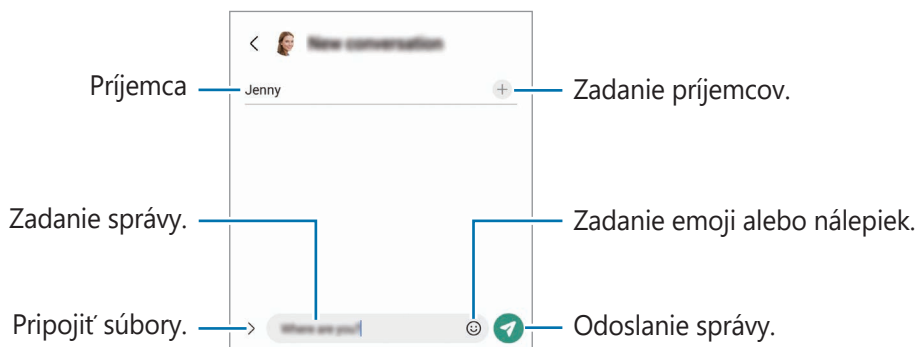 New conversation
Príjemca
Jenny
Zadanie príjemcov.
Zadanie správy.
Zadanie emoji alebo nálepiek.
Pripojiť súbory.
Where are you?
Odoslanie správy.